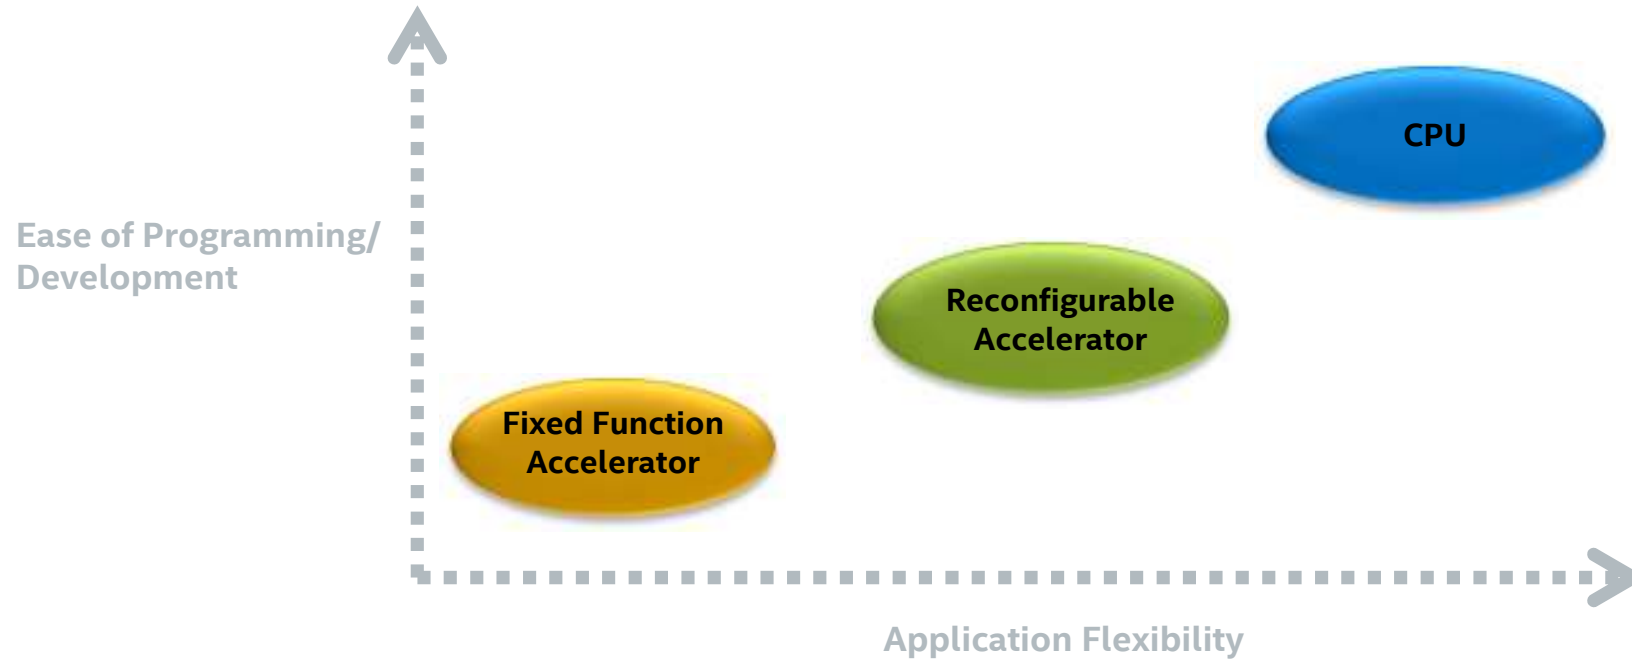 CPU
Ease of Programming/
Development
Reconfigurable
Accelerator
Fixed Function
Accelerator
Application Flexibility